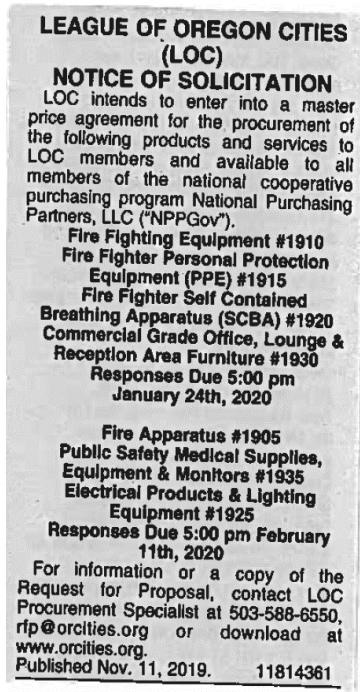 LEAGUE OF OREGON CITIES
(LOC)
NOTICE OF SOLICITATION
LOC intends to enter into a master
price agreement for the procurement of
the following products and services to
LOC members and available to all
members of the national cooperative
purchasing program National Purchasing
Partners, LLC ("NPPGov").
Fire Fighting Equipment #1910
Fire Fighter Personal Protection
Equipment (PPE) #1915
Fire Fighter Self Contained
Breathing Apparatus (SCBA) #1920
Commercial Grade Office, Lounge &
Reception Area Furniture #1930
Responses Due 5:00 pm
January 24th, 2020
Fire Apparatus #1905
Public Safety Medical Supplies,
Equipment & Monitors #1935
Electrical Products & Lighting
Equipment #1925
Responses Due 5:00 pm February
11th, 2020
For information or a copy of the
Request for Proposal, contact LOC
Procurement Specialist at 503-588-6550,
rfp@orcities.org or download at
www.orcities.org.
Published Nov. 11, 2019. 11814361